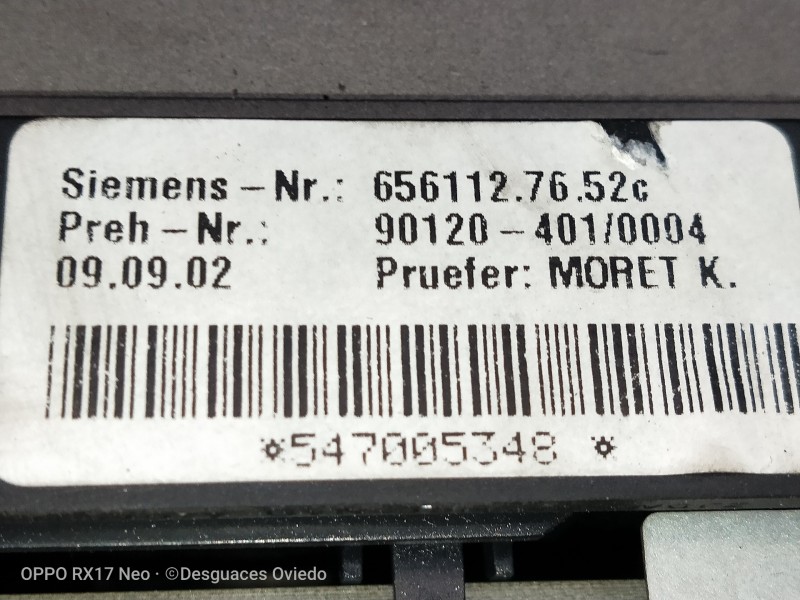 Siemens - Nr.: 656112.76.52c
Preh - Nr.: 90120 - 401/0004
09.09.02 Pruefer: MORET K.
*547005348 *
OPPO RX17 Neo · ©Desguaces Oviedo